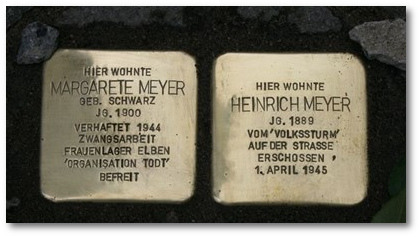 HIER WOHNTE
MARGARETE MEYER
GEB. SCHWARZ
JG. 1900
VERHAFTET 1944
ZWANGSARBEIT
FRAUENLAGER ELBEN
'ORGANISATION TODT'
BEFREIT
HIER WOHNTE
HEINRICH MEYER
JG. 1889
VOM 'VOLKSSTURM'
AUF DER STRASSE
ERSCHOSSEN
1. APRIL 1945